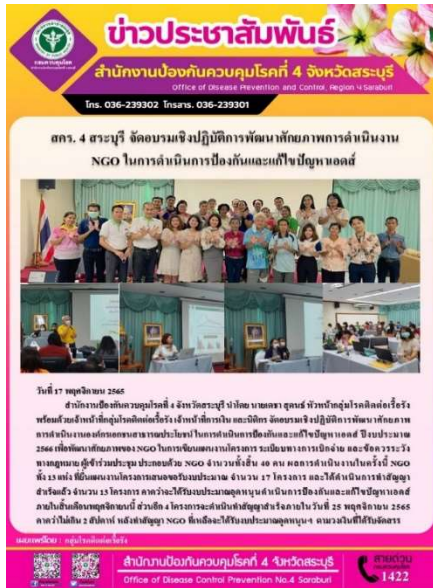 ข่าวประชาสัมพันธ์
สำนักงานป้องกันควบคุมโรคที่ 4 จังหวัดสระบุรี
Office of Disease Prevention and Control, Region 4 Saraburi
โทร. 036-239302 โทรสาร. 036-239301
สคร. 4 สระบุรี จัดอบรมเชิงปฏิบัติการพัฒนาศักยภาพการดำเนินงาน
NGO ในการดำเนินการป้องกันและแก้ไขปัญหาเอดส์
วันที่ 17 พฤศจิกายน 2565
สำนักงานป้องกันควบคุมโรคที่ 4 จังหวัดสระบุรี นำโดย นายเดชา สุคนธ์ หัวหน้ากลุ่มโรคติดต่อเรื้อรัง
พร้อมด้วยเจ้าหน้าที่กลุ่มโรคติดต่อเรื้อรัง เจ้าหน้าที่การเงิน และนิติกร จัดอบรมเชิงปฏิบัติการพัฒนาศักยภาพ
การดำเนินงานองค์กรเอกชนสาธารณประโยชน์ ในการดำเนินการป้องกันและแก้ไขปัญหาเอดส์ ปีงบประมาณ
2566 เพื่อพัฒนาศักยภาพของ NGO ในการเขียนแผนงานโครงการ ระเบียบทางการเบิกจ่าย และข้อควรระวัง
ทางกฎหมาย ผู้เข้าร่วมประชุม ประกอบด้วย NGO จำนวนทั้งสิ้น 40 คน ผลการดำเนินงานในครั้งนี้ NGO
ทั้ง 13 แห่ง ที่ยื่นแผนงานโครงการเสนอขอรับงบประมาณ จำนวน 17 โครงการ และได้ดำเนินการทำสัญญา
สำเร็จแล้ว จำนวน 13 โครงการ คาดว่าจะได้รับงบประมาณอุดหนุนดำเนินการป้องกันและแก้ไขปัญหาเอดส์
ภายในสิ้นเดือนพฤศจิกายนนี้ ส่วนอีก 4 โครงการจะดำเนินทำสัญญาสำเร็จภายในวันที่ 25 พฤศจิกายน 2565
คาดว่าไม่เกิน 2 สัปดาห์ หลังทำสัญญา NGO ที่เหลือจะได้รับงบประมาณอุดหนุนฯ ตามวงเงินที่ได้รับจัดสรร
เผยแพร่โดย : กลุ่มโรคติดต่อเรื้อรัง
สำนักงานป้องกันควบคุมโรคที่ 4 จังหวัดสระบุรี
Office of Disease Control Prevention No.4 Saraburi
สายด่วน
1422